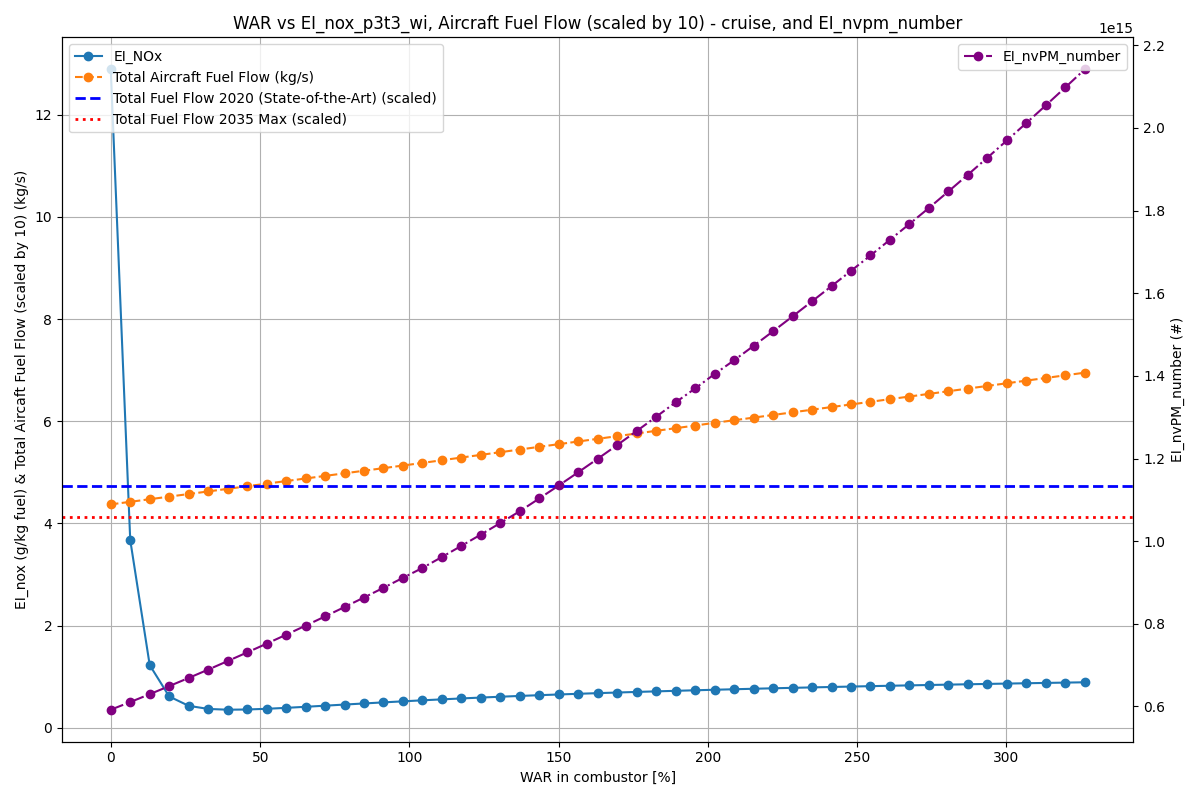 WAR vs EI_nox_p3t3_wi, Aircraft Fuel Flow (scaled by 10) - cruise, and EI_nvpm_number
1e15
EI_NOx
Total Aircraft Fuel Flow (kg/s)
Total Fuel Flow 2020 (State-of-the-Art) (scaled)
Total Fuel Flow 2035 Max (scaled)
EI_nvPM_number
EI_nox (g/kg fuel) & Total Aircaft Fuel Flow (scaled by 10) (kg/s)
12
10
8
6
4
2
0
2.2
2.0
1.8
1.6
1.4
1.2
1.0
0.8
0.6
EI_nvPM_number (#)
0 50 100 150 200 250 300
WAR in combustor [%]